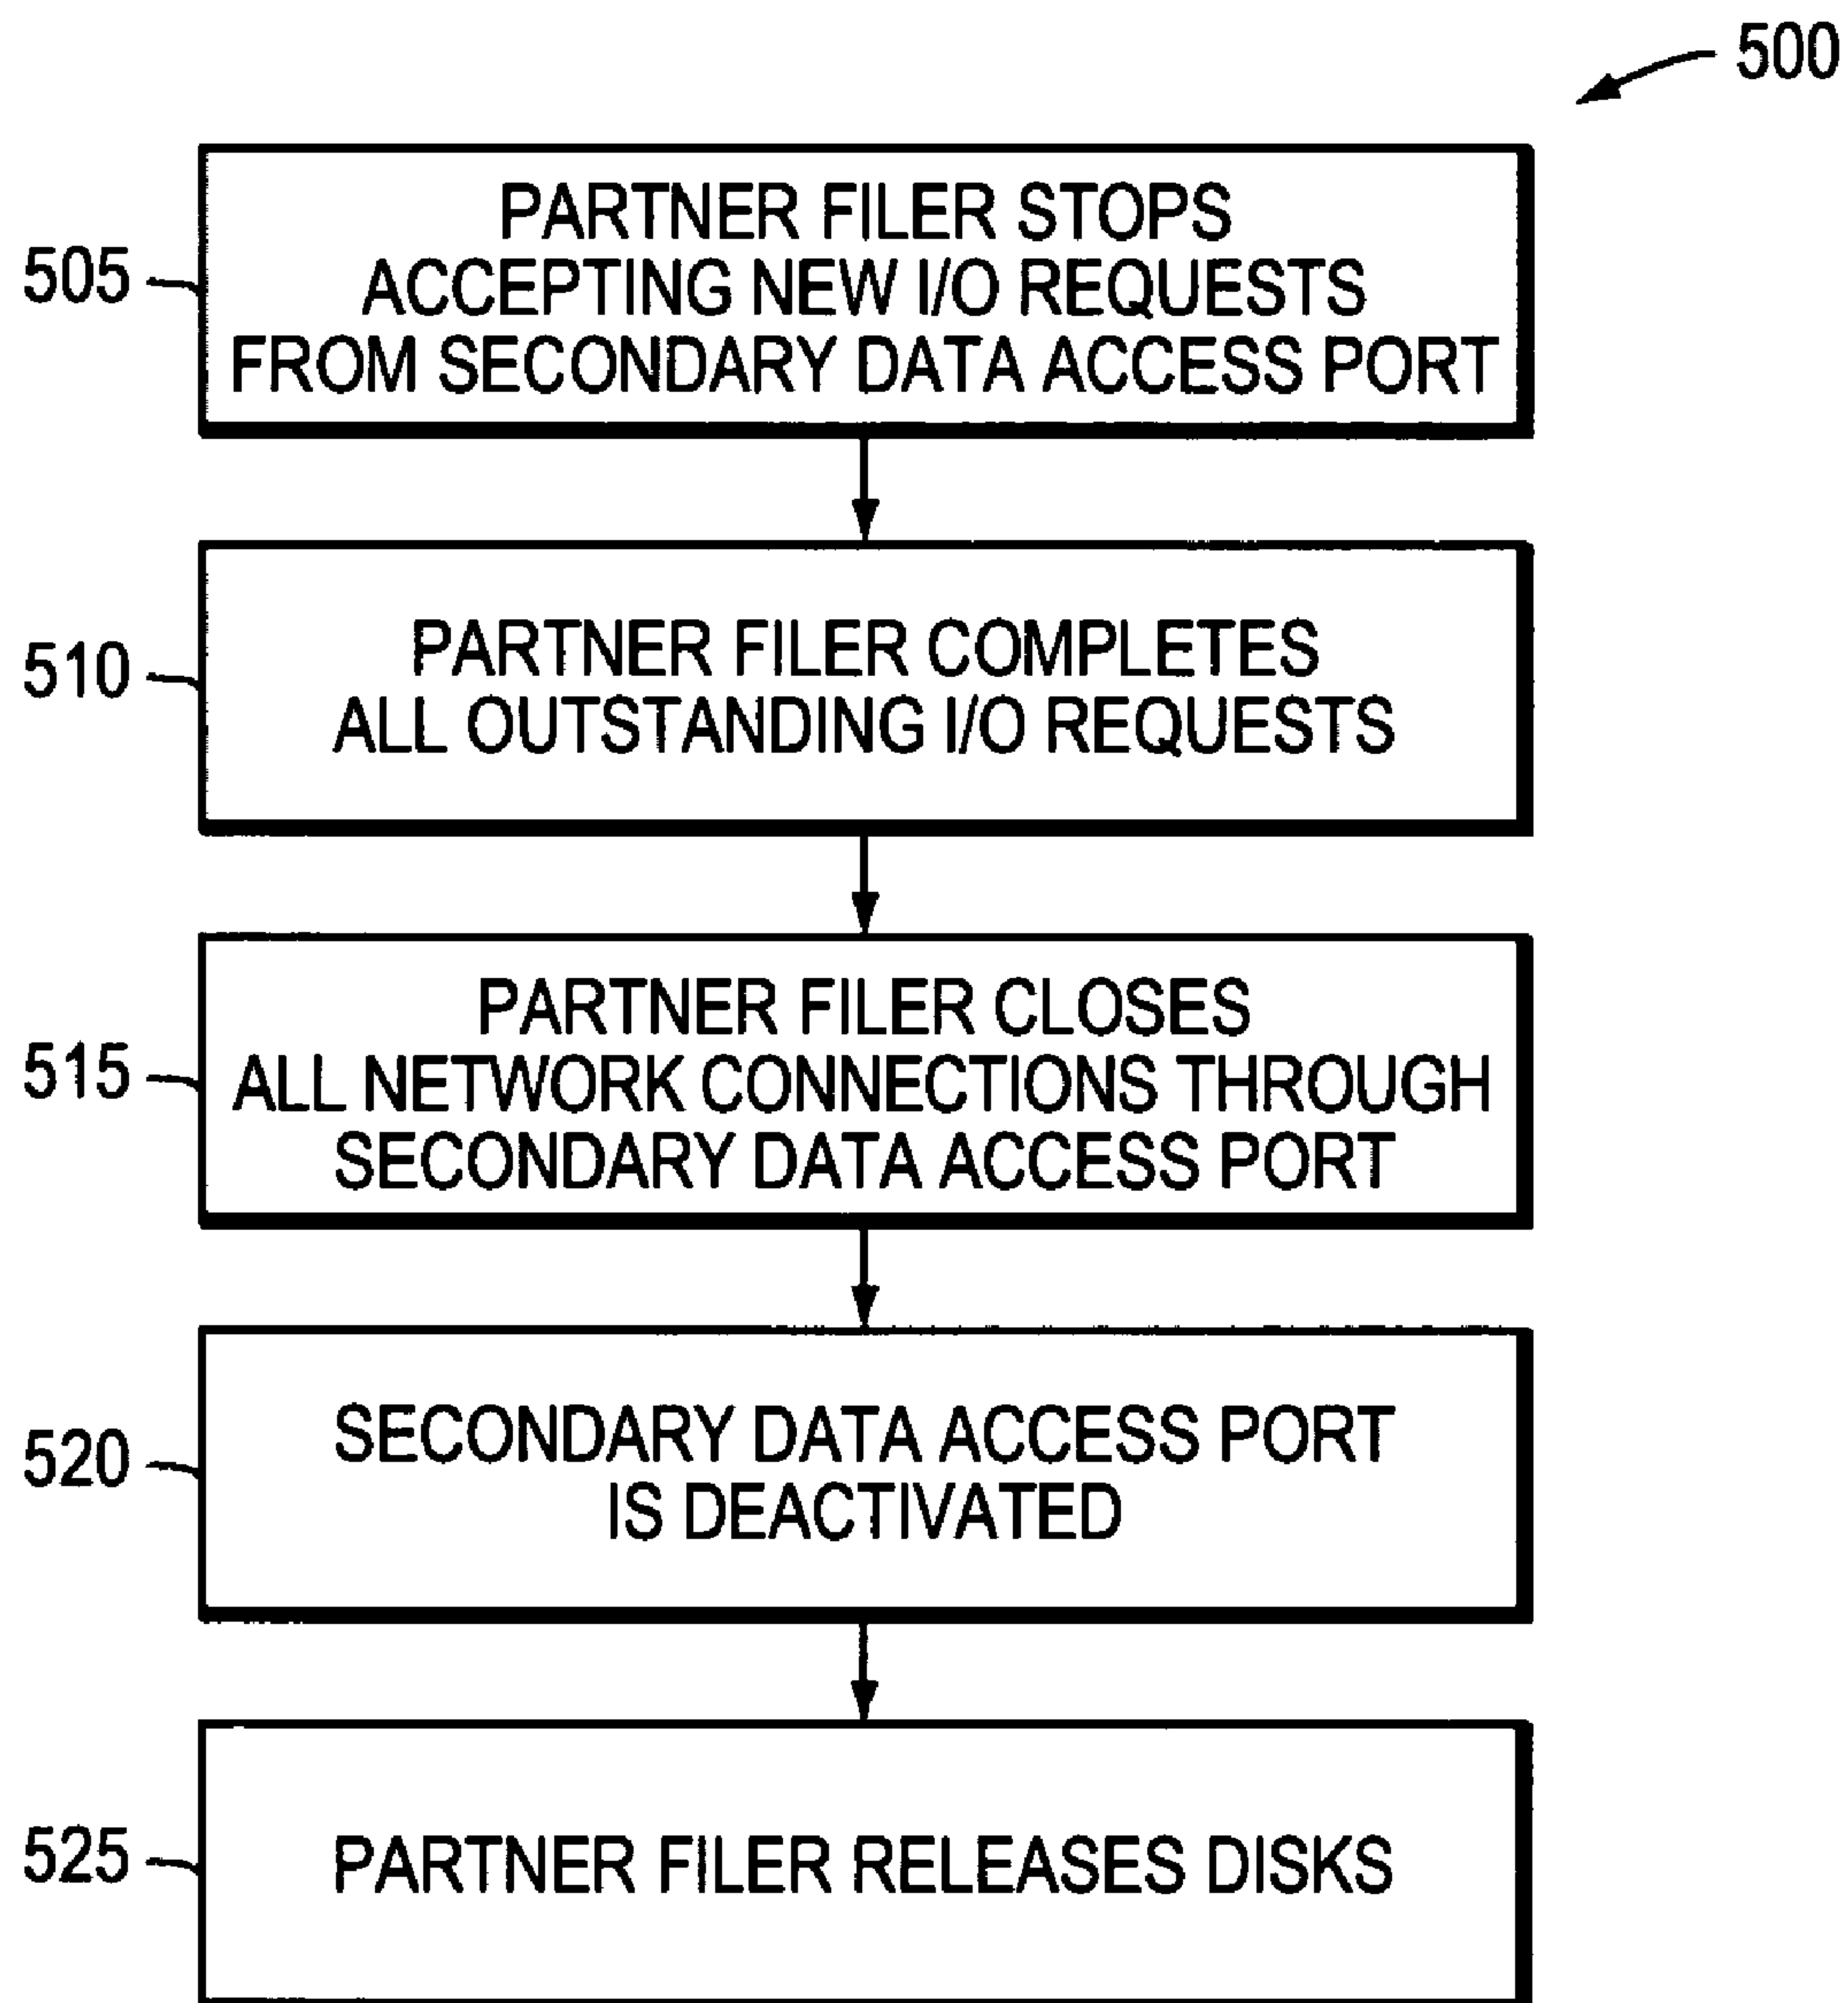 500
505
PARTNER FILER STOPS
ACCEPTING NEW I/O REQUESTS
FROM SECONDARY DATA ACCESS PORT
510
PARTNER FILER COMPLETES
ALL OUTSTANDING I/O REQUESTS
515
PARTNER FILER CLOSES
ALL NETWORK CONNECTIONS THROUGH
SECONDARY DATA ACCESS PORT
520
SECONDARY DATA ACCESS PORT
IS DEACTIVATED
525
PARTNER FILER RELEASES DISKS